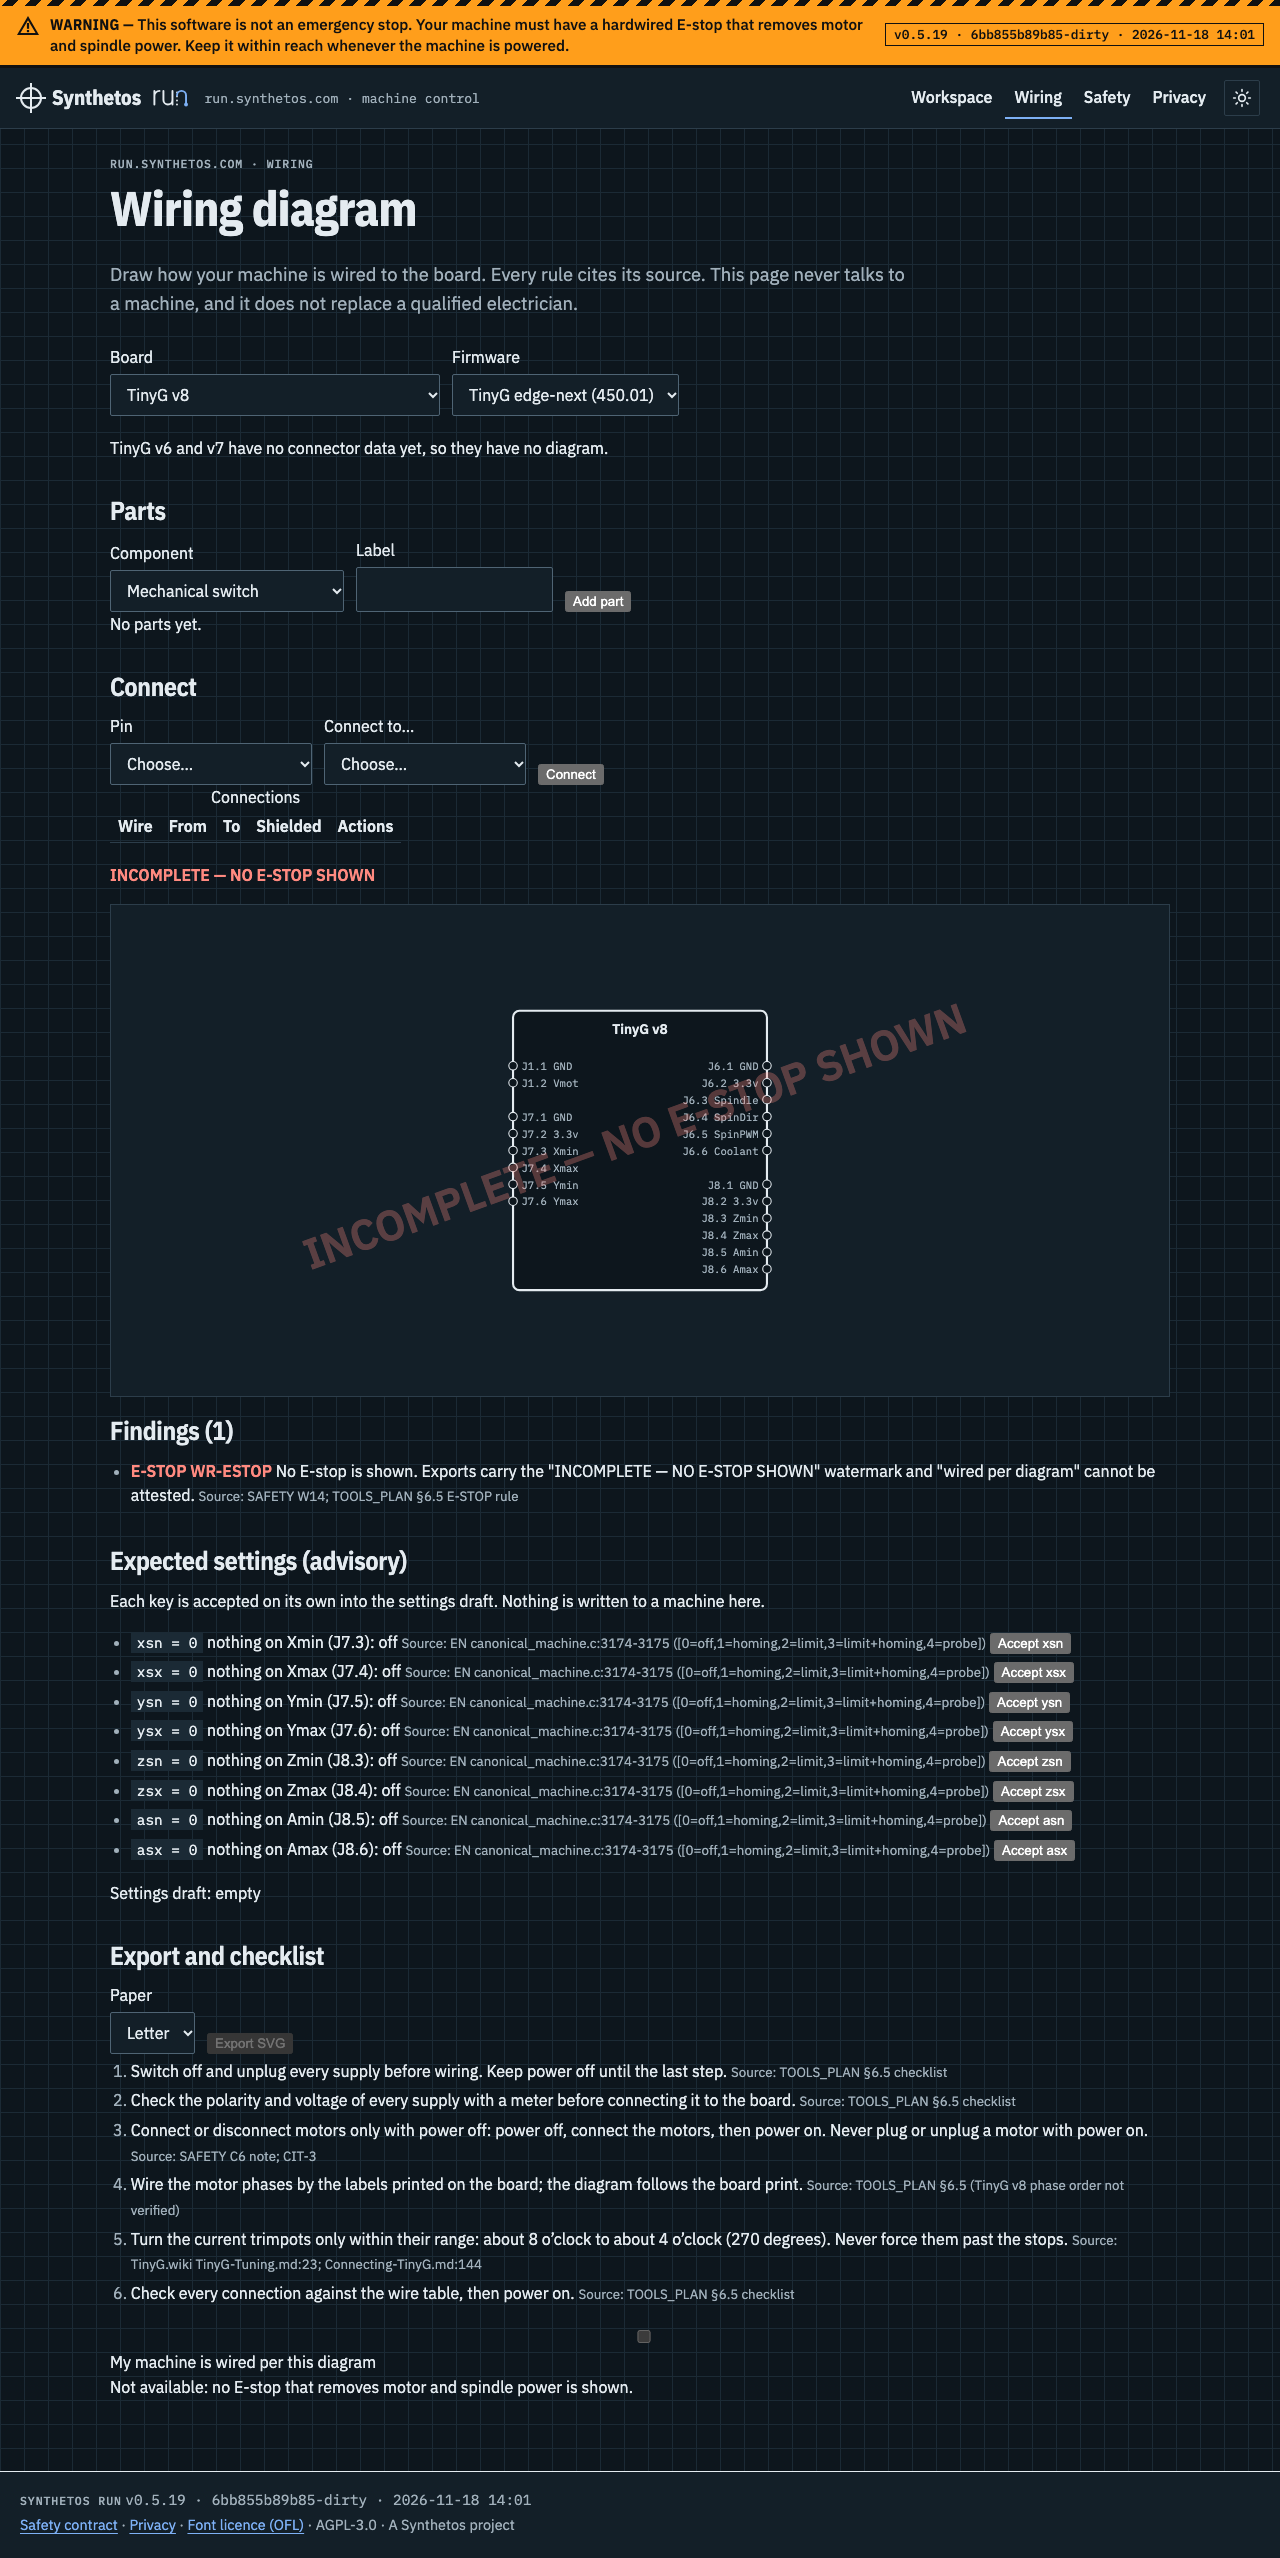 WARNING — This software is not an emergency stop. Your machine must have a hardwired E-stop that removes motor
and spindle power. Keep it within reach whenever the machine is powered.
v0.5.19 · 6bb855b89b85-dirty · 2026-11-18 14:01
Synthetos run run.synthetos.com · machine control
Workspace Wiring Safety Privacy
RUN.SYNTHETOS.COM · WIRING
Wiring diagram
Draw how your machine is wired to the board. Every rule cites its source. This page never talks to
a machine, and it does not replace a qualified electrician.
Board Firmware
TinyG v8 TinyG edge-next (450.01)
TinyG v6 and v7 have no connector data yet, so they have no diagram.
Parts
Component Label
Mechanical switch Add part
No parts yet.
Connect
Pin Connect to...
Choose... Choose... Connect
Connections
Wire From To Shielded Actions
INCOMPLETE — NO E-STOP SHOWN
TinyG v8
J1.1 GND
J1.2 Vmot
J7.1 GND
J7.2 3.3v
J7.3 Xmin
J7.4 Xmax
J7.5 Ymin
J7.6 Ymax
J6.1 GND
J6.2 3.3v
J6.3 Spindle
J6.4 SpinDir
J6.5 SpinPWM
J6.6 Coolant
J8.1 GND
J8.2 3.3v
J8.3 Zmin
J8.4 Zmax
J8.5 Amin
J8.6 Amax
INCOMPLETE — NO E-STOP SHOWN
Findings (1)
E-STOP WR-ESTOP No E-stop is shown. Exports carry the "INCOMPLETE — NO E-STOP SHOWN" watermark and "wired per diagram" cannot be
attested. Source: SAFETY W14; TOOLS_PLAN §6.5 E-STOP rule
Expected settings (advisory)
Each key is accepted on its own into the settings draft. Nothing is written to a machine here.
xsn = 0 nothing on Xmin (J7.3): off Source: EN canonical_machine.c:3174-3175 ([0=off,1=homing,2=limit,3=limit+homing,4=probe]) Accept xsn
xsx = 0 nothing on Xmax (J7.4): off Source: EN canonical_machine.c:3174-3175 ([0=off,1=homing,2=limit,3=limit+homing,4=probe]) Accept xsx
ysn = 0 nothing on Ymin (J7.5): off Source: EN canonical_machine.c:3174-3175 ([0=off,1=homing,2=limit,3=limit+homing,4=probe]) Accept ysn
ysx = 0 nothing on Ymax (J7.6): off Source: EN canonical_machine.c:3174-3175 ([0=off,1=homing,2=limit,3=limit+homing,4=probe]) Accept ysx
zsn = 0 nothing on Zmin (J8.3): off Source: EN canonical_machine.c:3174-3175 ([0=off,1=homing,2=limit,3=limit+homing,4=probe]) Accept zsn
zsx = 0 nothing on Zmax (J8.4): off Source: EN canonical_machine.c:3174-3175 ([0=off,1=homing,2=limit,3=limit+homing,4=probe]) Accept zsx
asn = 0 nothing on Amin (J8.5): off Source: EN canonical_machine.c:3174-3175 ([0=off,1=homing,2=limit,3=limit+homing,4=probe]) Accept asn
asx = 0 nothing on Amax (J8.6): off Source: EN canonical_machine.c:3174-3175 ([0=off,1=homing,2=limit,3=limit+homing,4=probe]) Accept asx
Settings draft: empty
Export and checklist
Paper
Letter Export SVG
1. Switch off and unplug every supply before wiring. Keep power off until the last step. Source: TOOLS_PLAN §6.5 checklist
2. Check the polarity and voltage of every supply with a meter before connecting it to the board. Source: TOOLS_PLAN §6.5 checklist
3. Connect or disconnect motors only with power off: power off, connect the motors, then power on. Never plug or unplug a motor with power on.
Source: SAFETY C6 note; CIT-3
4. Wire the motor phases by the labels printed on the board; the diagram follows the board print. Source: TOOLS_PLAN §6.5 (TinyG v8 phase order not
verified)
5. Turn the current trimpots only within their range: about 8 o’clock to about 4 o’clock (270 degrees). Never force them past the stops. Source:
TinyG.wiki TinyG-Tuning.md:23; Connecting-TinyG.md:144
6. Check every connection against the wire table, then power on. Source: TOOLS_PLAN §6.5 checklist
My machine is wired per this diagram
Not available: no E-stop that removes motor and spindle power is shown.
SYNTHETOS RUN v0.5.19 · 6bb855b89b85-dirty · 2026-11-18 14:01
Safety contract · Privacy · Font licence (OFL) · AGPL-3.0 · A Synthetos project